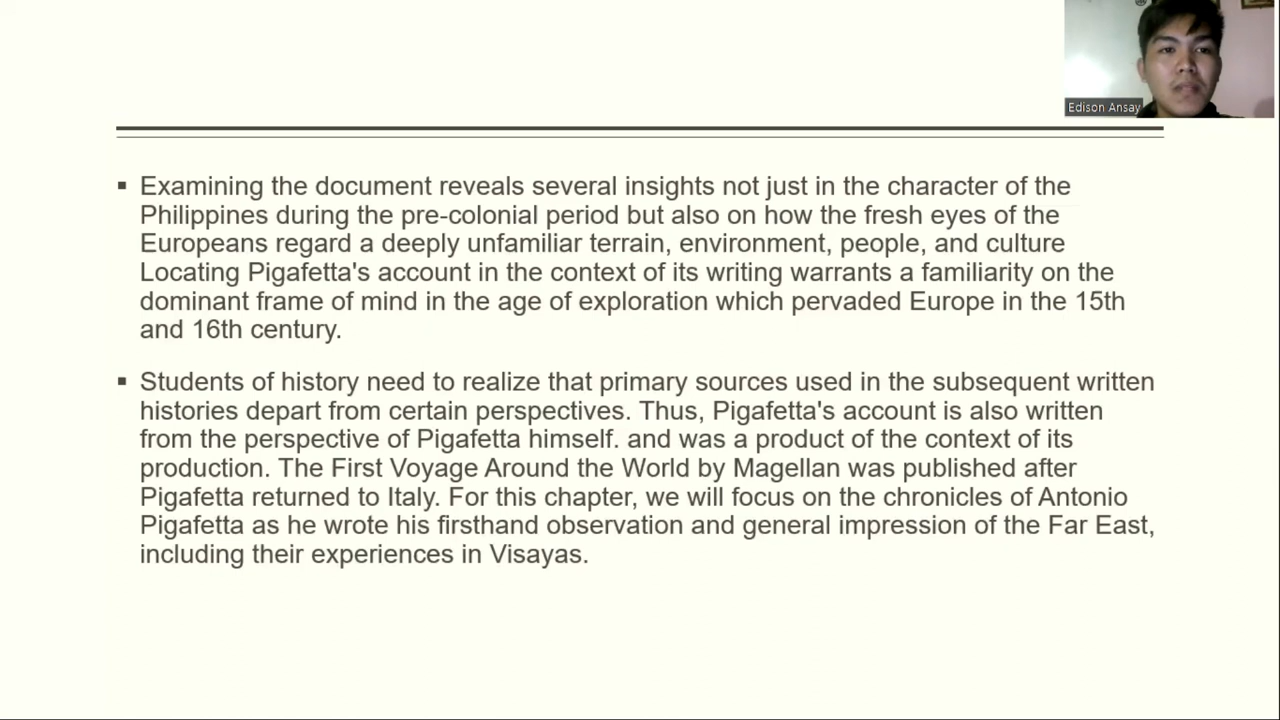 Edison Ansay
Examining the document reveals several insights not just in the character of the
Philippines during the pre-colonial period but also on how the fresh eyes of the
Europeans regard a deeply unfamiliar terrain, environment, people, and culture
Locating Pigafetta's account in the context of its writing warrants a familiarity on the
dominant frame of mind in the age of exploration which pervaded Europe in the 15th
and 16th century.
Students of history need to realize that primary sources used in the subsequent written
histories depart from certain perspectives. Thus, Pigafetta's account is also written
from the perspective of Pigafetta himself. and was a product of the context of its
production. The First Voyage Around the World by Magellan was published after
Pigafetta returned to Italy. For this chapter, we will focus on the chronicles of Antonio
Pigafetta as he wrote his firsthand observation and general impression of the Far East,
including their experiences in Visayas.